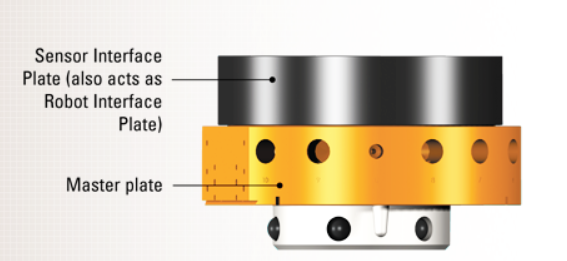 Sensor Interface
Plate (also acts as
Robot Interface
Plate)
Master plate